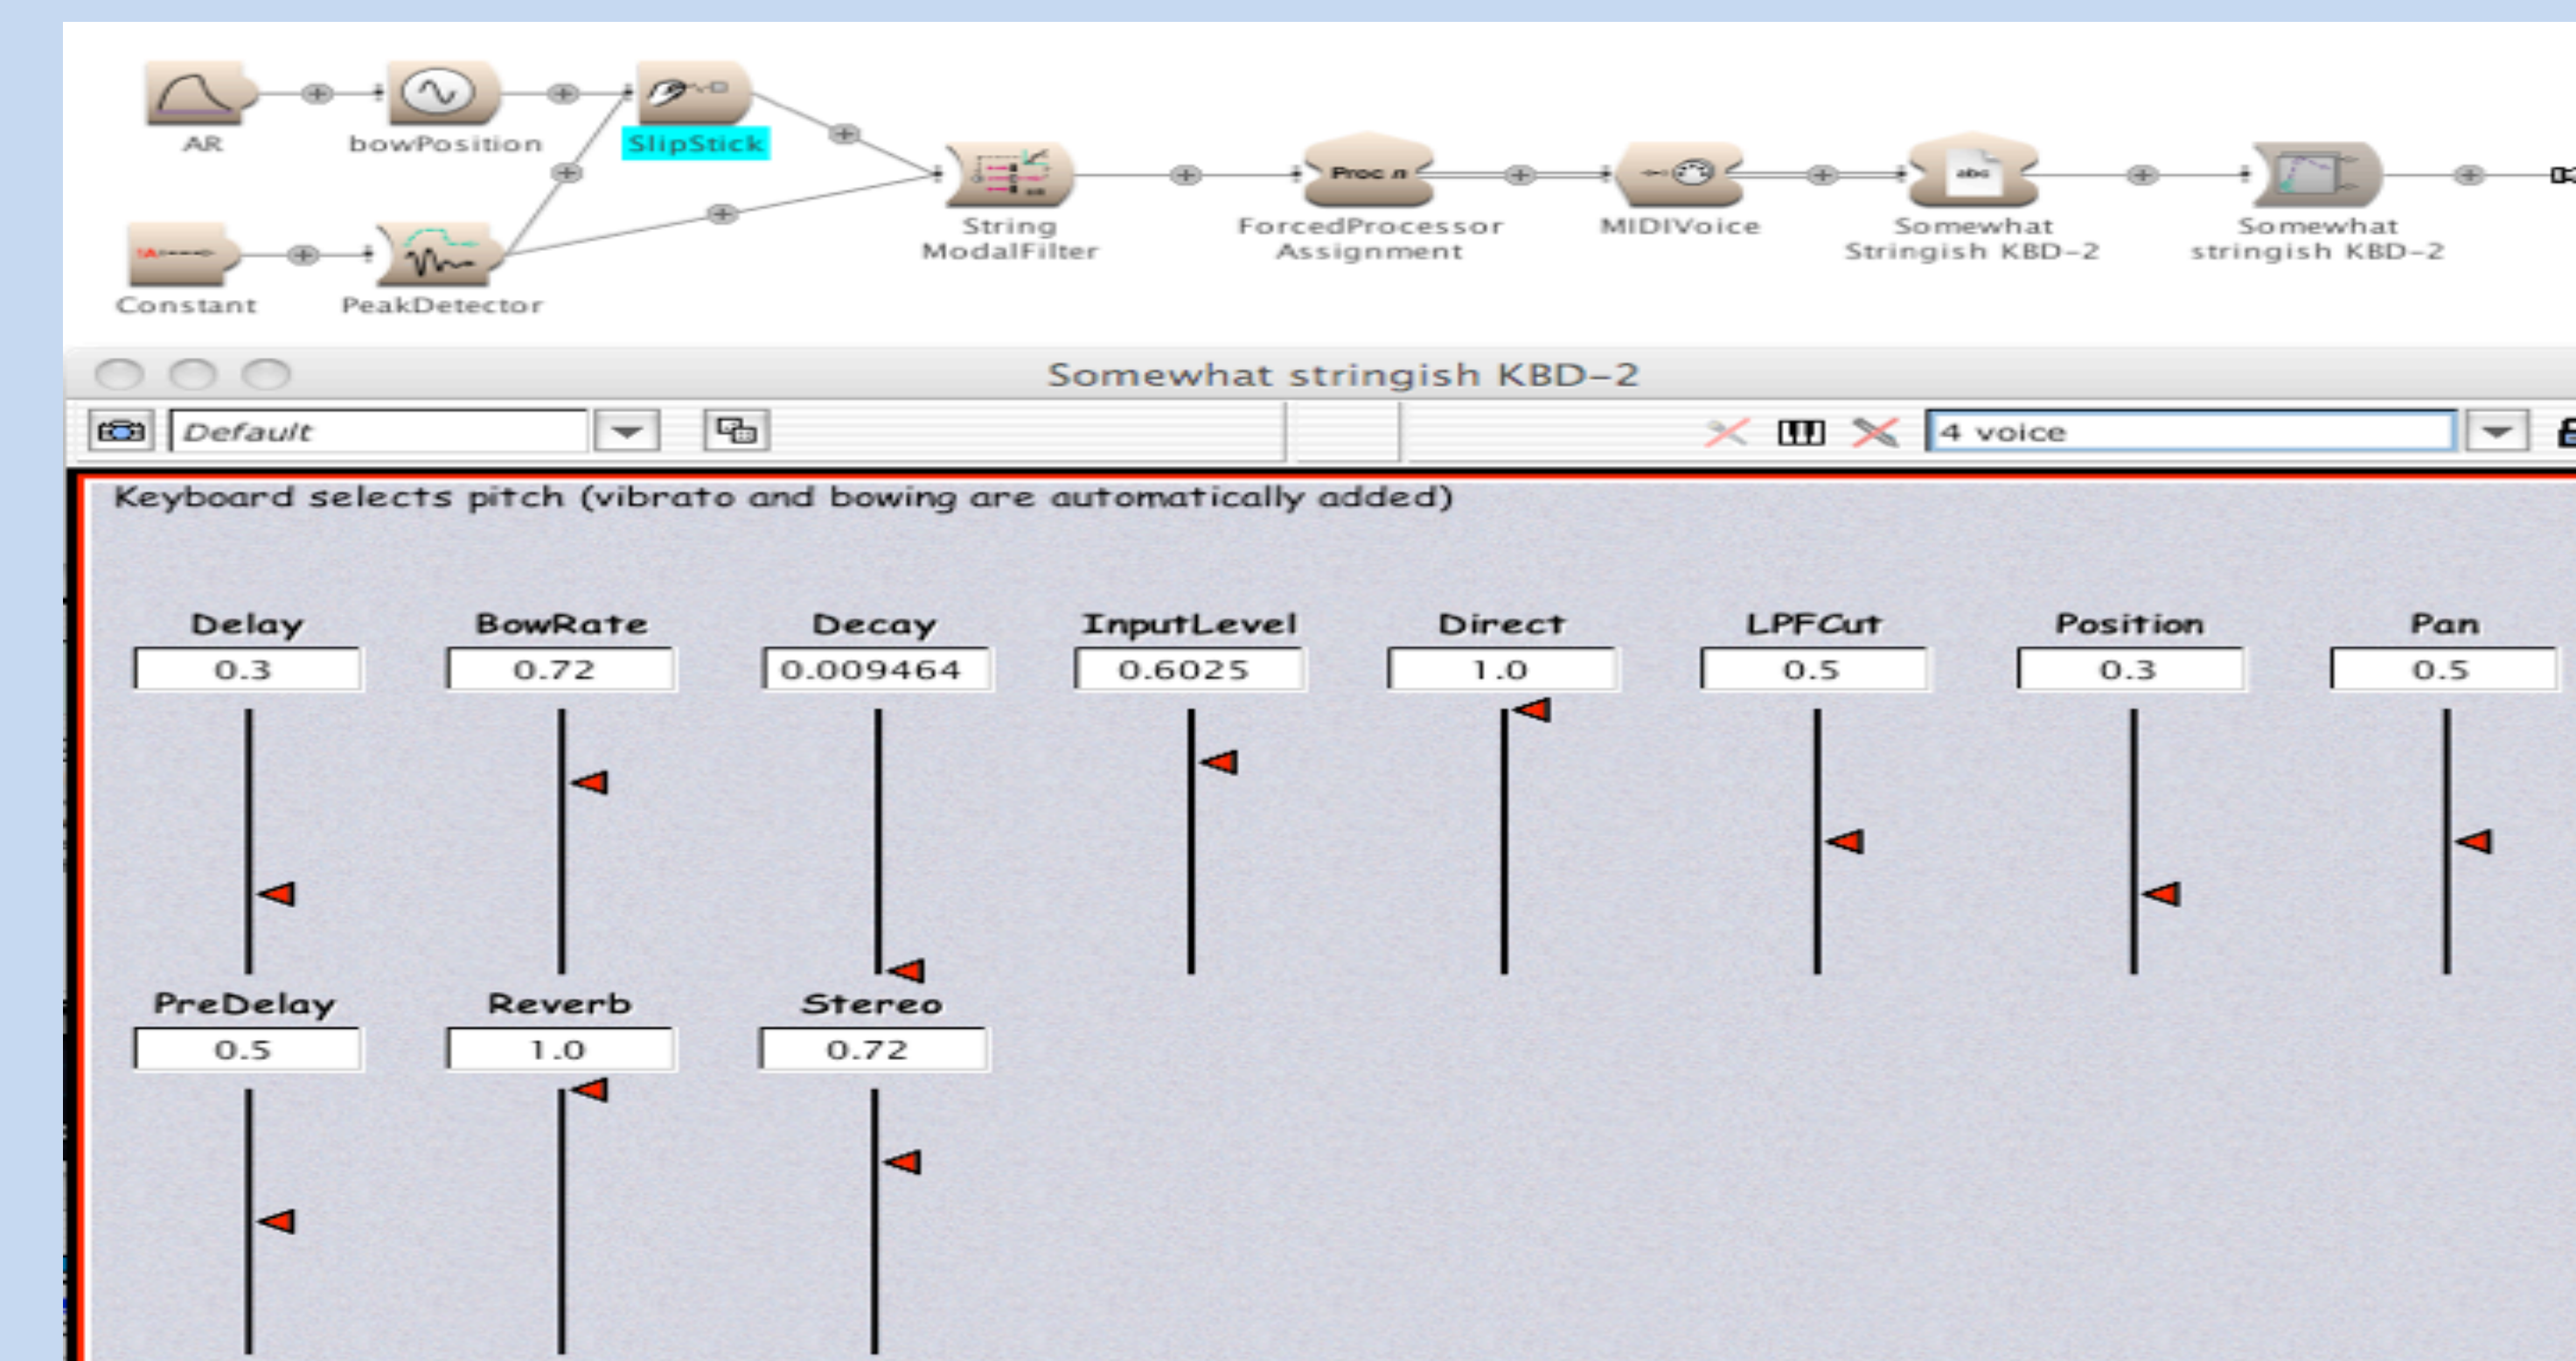 AR
bowPosition
SlipStick
Constant
PeakDetector
String
ModalFilter
Proc n
ForcedProcessor
Assignment
MIDIVoice
abc
Somewhat
Stringish KBD-2
Somewhat
stringish KBD-2
Somewhat stringish KBD-2
Default
4 voice
Keyboard selects pitch (vibrato and bowing are automatically added)
Delay BowRate Decay InputLevel Direct LPFCut Position Pan
0.3 0.72 0.009464 0.6025 1.0 0.5 0.3 0.5
PreDelay Reverb Stereo
0.5 1.0 0.72